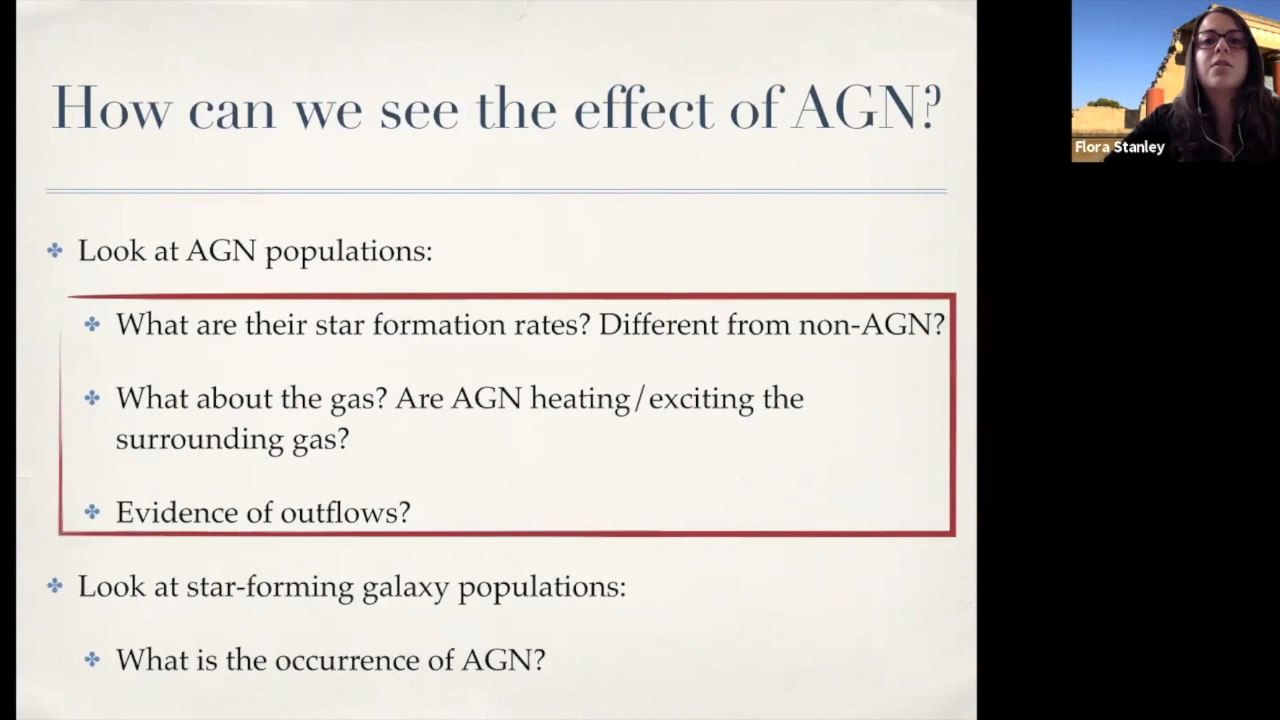 How can we see the effect of AGN?
Flora Stanley
Look at AGN populations:
What are their star formation rates? Different from non-AGN?
What about the gas? Are AGN heating/exciting the
surrounding gas?
Evidence of outflows?
Look at star-forming galaxy populations:
What is the occurrence of AGN?